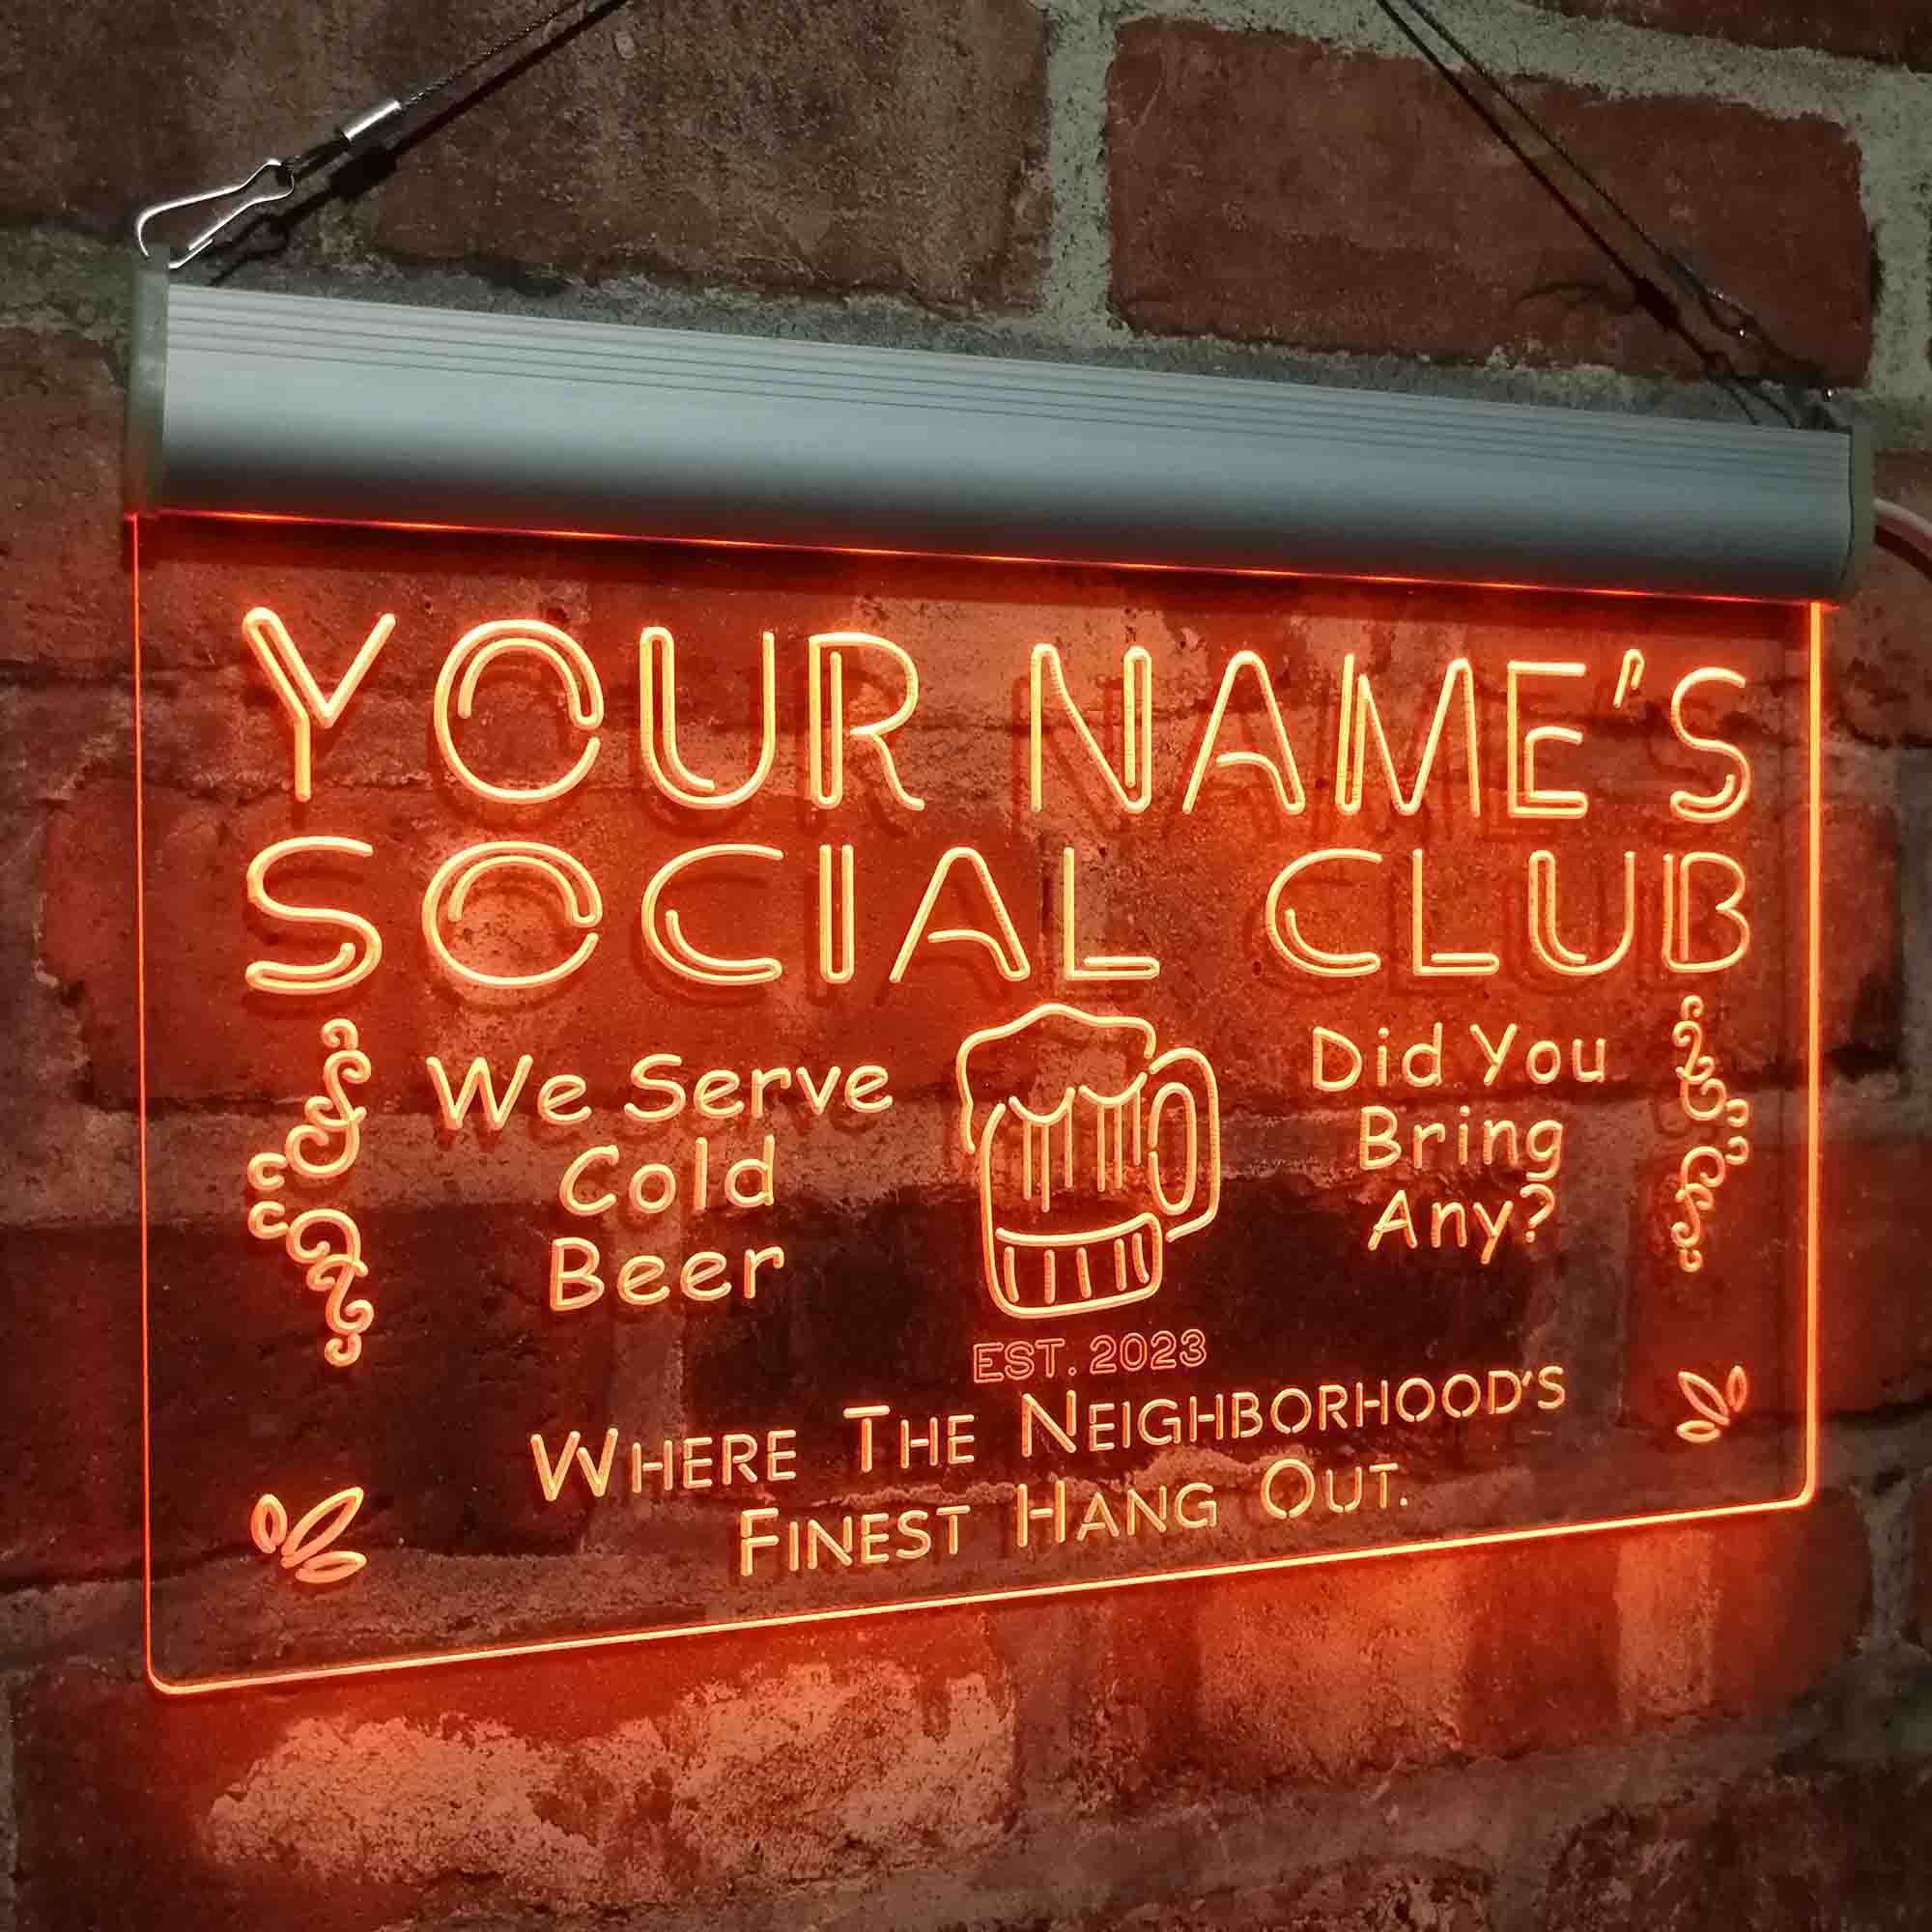 YOUR NAME'S
SOCIAL CLUB
We Serve
Cold
Beer
Did You
Bring
Any?
EST. 2023
WHERE THE NEIGHBORHOOD'S
FINEST HANG OUT.